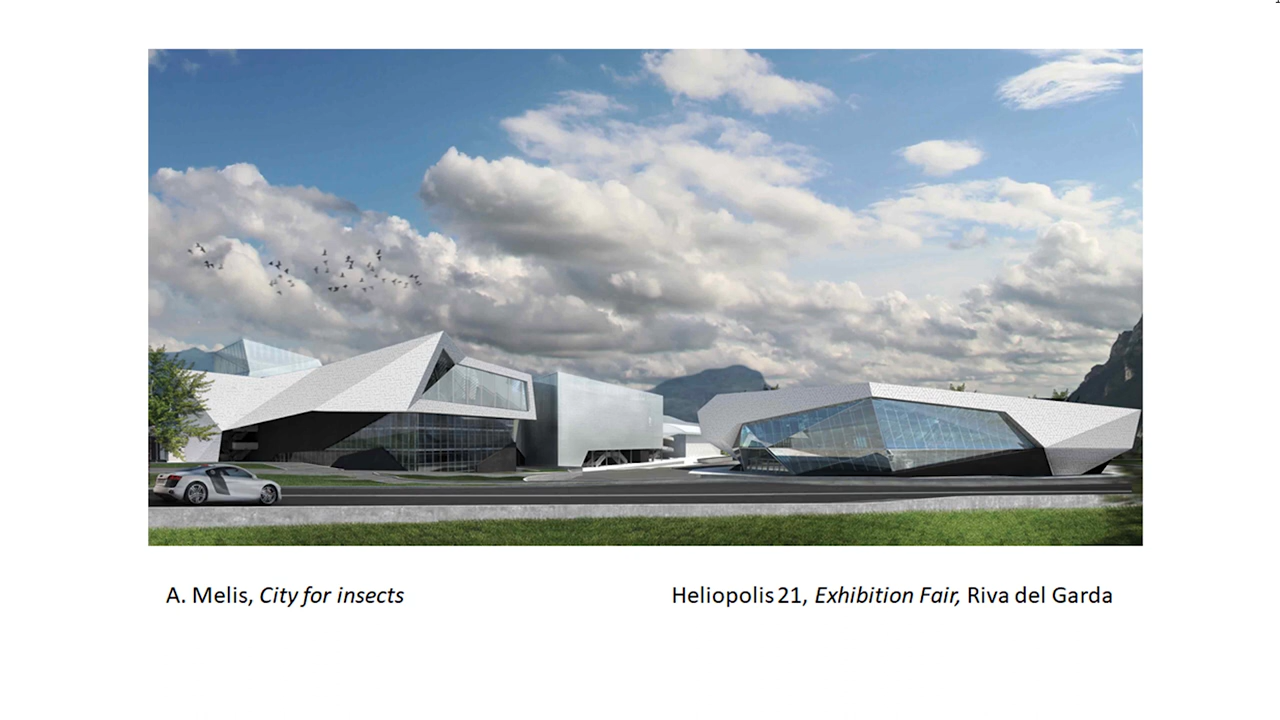 A. Melis, City for insects
Heliopolis 21, Exhibition Fair, Riva del Garda